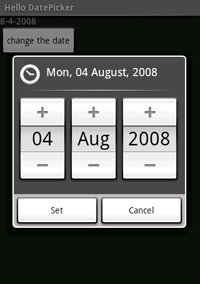 Hello DatePicker
8-4-2008
change the date
Mon, 04 August, 2008
+ + +
04 Aug 2008
- - -
Set Cancel